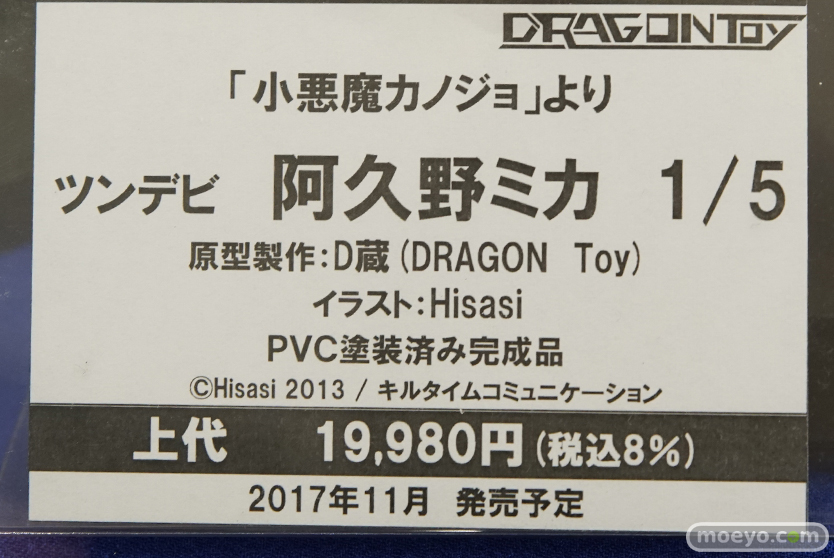 DRAGON Toy
「小悪魔カノジョ」より
ツンデビ 阿久野ミカ 1/5
原型製作:D蔵(DRAGON Toy)
イラスト:Hisasi
PVC塗装済み完成品
©Hisasi 2013 / キルタイムコミュニケーション
上代 19,980円(税込8%)
2017年11月 発売予定
moeyo.com